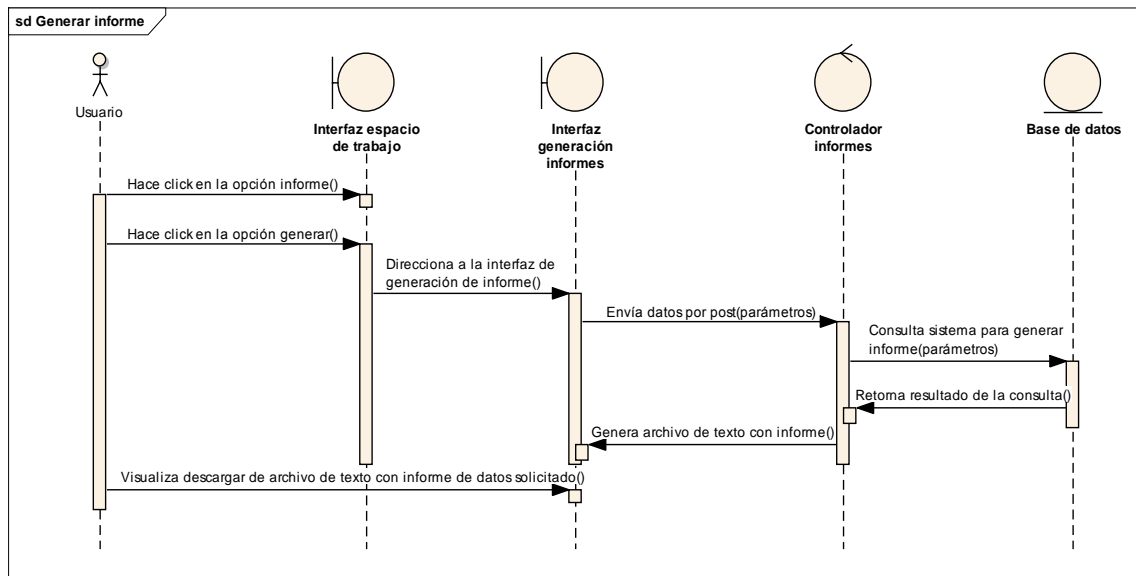 sd Generar informe
Usuario
Interfaz espacio
de trabajo
Interfaz
generación
informes
Controlador
informes
Base de datos
Hace click en la opción informe()
Hace click en la opción generar()
Direcciona a la interfaz de
generación de informe()
Envía datos por post(parámetros)
Consulta sistema para generar
informe(parámetros)
Retorna resultado de la consulta()
Genera archivo de texto con informe()
Visualiza descargar de archivo de texto con informe de datos solicitado()